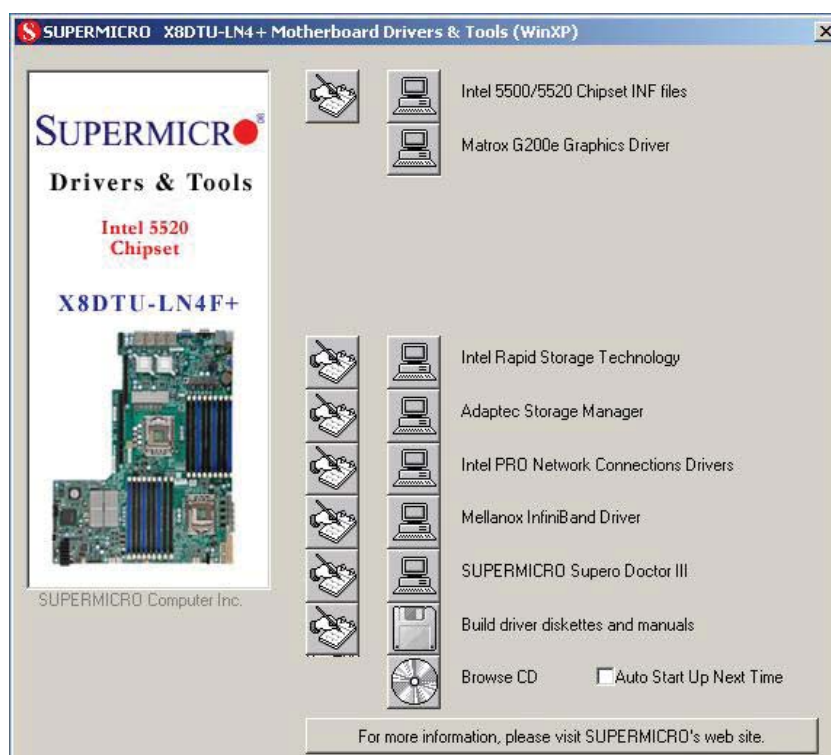 SUPERMICRO X8DTU-LN4+ Motherboard Drivers & Tools (WinXP)
SUPERMICRO®
Drivers & Tools
Intel 5520
Chipset
X8DTU-LN4F+
SUPERMICRO Computer Inc.
Intel 5500/5520 Chipset INF files
Matrox G200e Graphics Driver
Intel Rapid Storage Technology
Adaptec Storage Manager
Intel PRO Network Connections Drivers
Mellanox InfiniBand Driver
SUPERMICRO Supero Doctor III
Build driver diskettes and manuals
Browse CD Auto Start Up Next Time
For more information, please visit SUPERMICRO's web site.